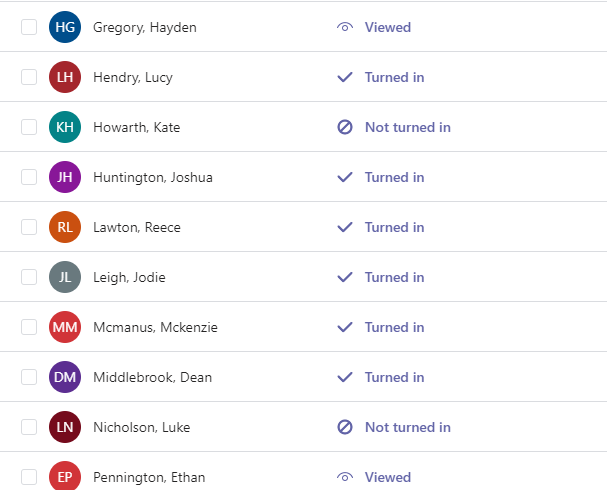 HG Gregory, Hayden Viewed
LH Hendry, Lucy Turned in
KH Howarth, Kate Not turned in
JH Huntington, Joshua Turned in
RL Lawton, Reece Turned in
JL Leigh, Jodie Turned in
MM Mcmanus, Mckenzie Turned in
DM Middlebrook, Dean Turned in
LN Nicholson, Luke Not turned in
EP Pennington, Ethan Viewed